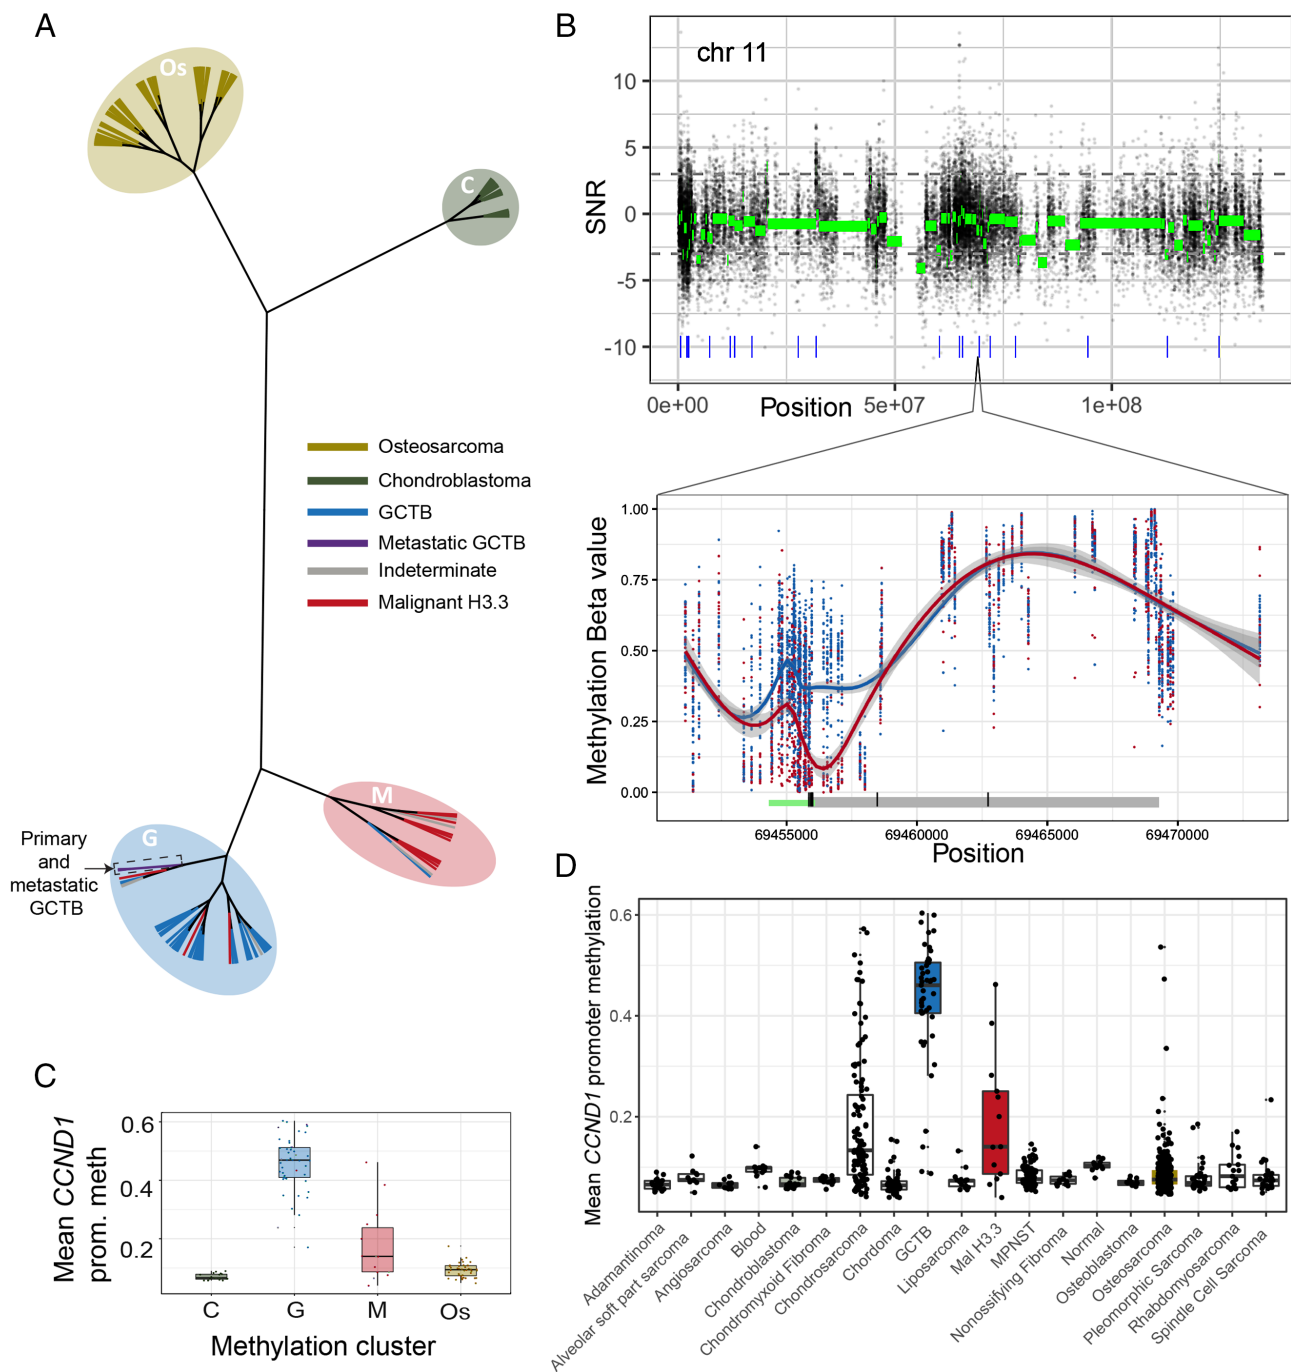 A
Os
C
Osteosarcoma
Chondroblastoma
GCTB
Metastatic GCTB
Indeterminate
Malignant H3.3
M
G
Primary
and
metastatic
GCTB
B
chr 11
SNR
10
5
0
-5
-10
0e+00
5e+07
1e+08
Position
Methylation Beta value
1.00
0.75
0.50
0.25
0.00
69455000
69460000
69465000
69470000
Position
C
Mean CCND1
prom. meth
0.6
0.4
0.2
C
G
M
Os
Methylation cluster
D
Mean CCND1 promoter methylation
0.6
0.4
0.2
Adamantinoma
Alveolar soft part sarcoma
Angiosarcoma
Blood
Chondroblastoma
Chondromyxoid Fibroma
Chondrosarcoma
Chordoma
GCTB
Liposarcoma
Mal H3.3
MPNST
Nonossifying Fibroma
Normal
Osteoblastoma
Osteosarcoma
Pleomorphic Sarcoma
Rhabdomyosarcoma
Spindle Cell Sarcoma